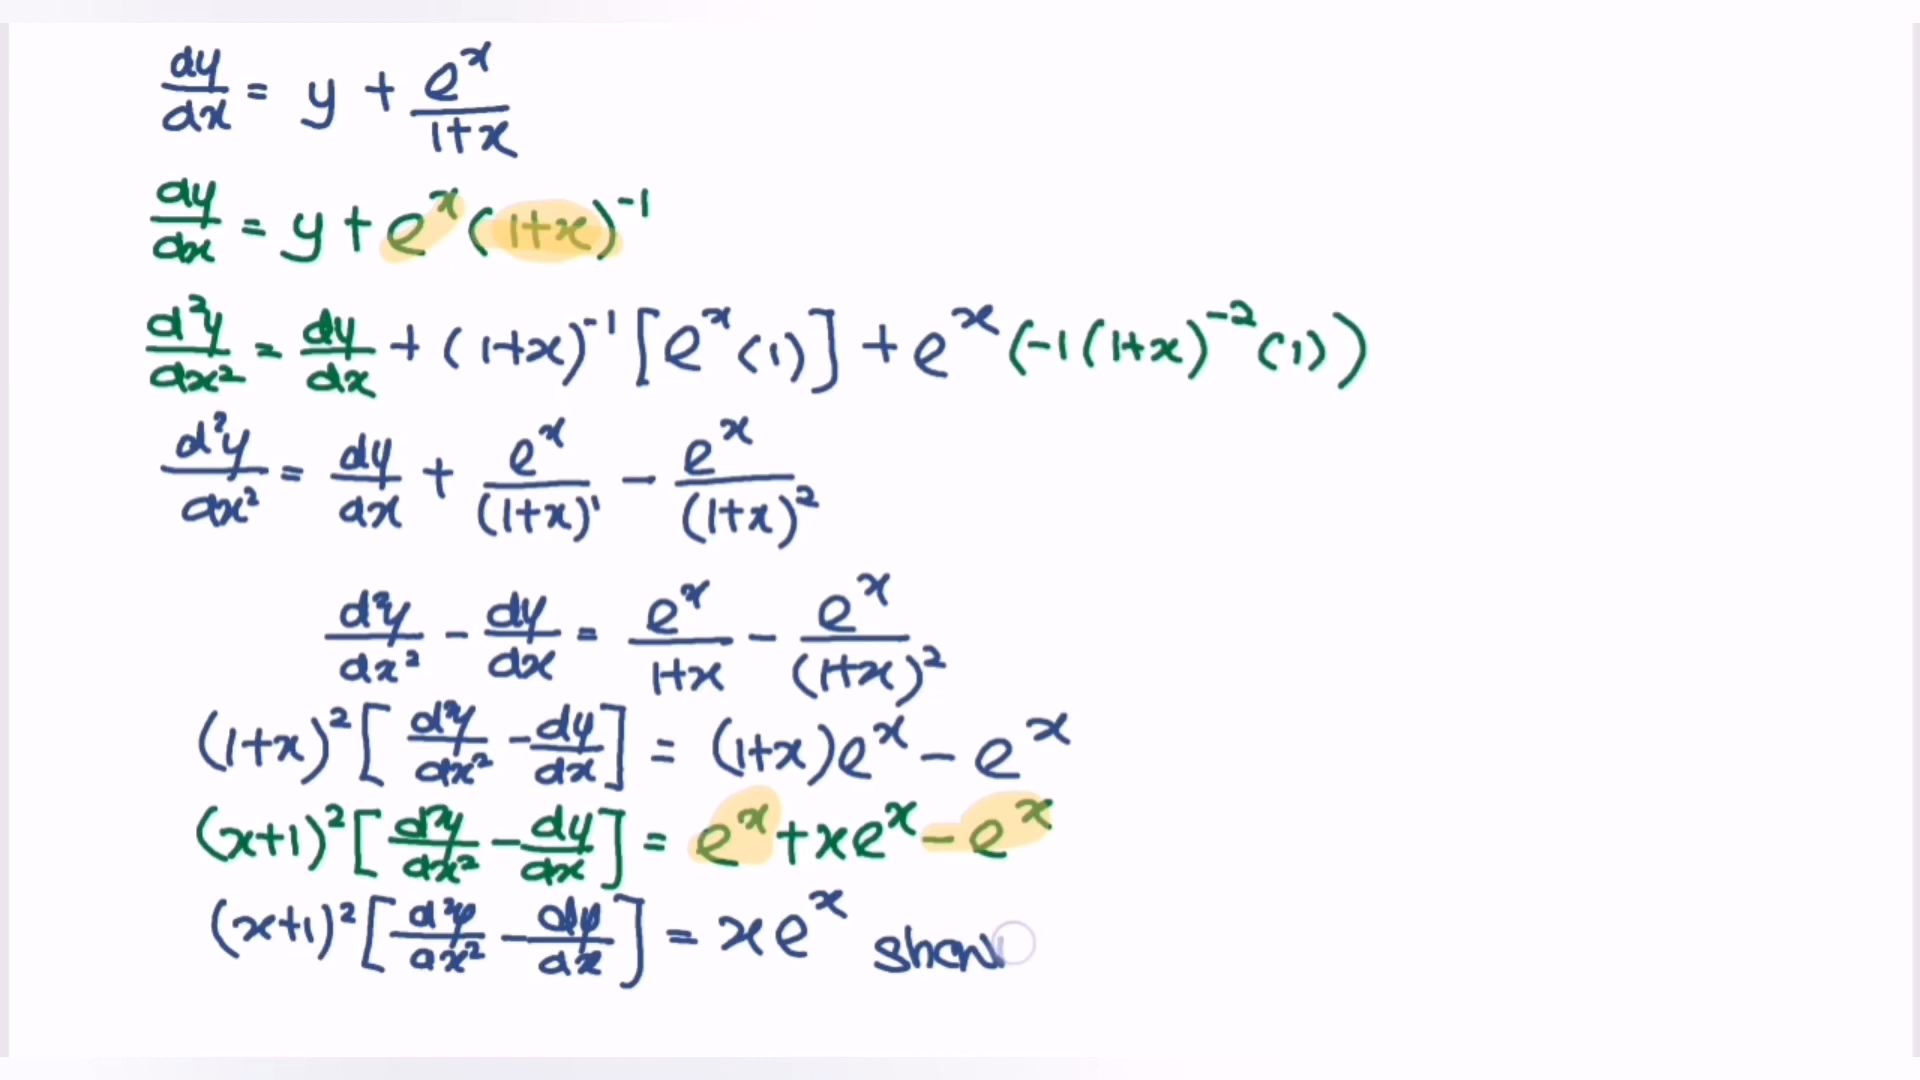 dy/dx = y + e^x/(1+x)
dy/dx = y + e^x (1+x)^-1
d²y/dx² = dy/dx + (1+x)^-1 [e^x (1)] + e^x (-1(1+x)^-2 (1))
d²y/dx² = dy/dx + e^x/(1+x)^1 - e^x/(1+x)^2
d²y/dx² - dy/dx = e^x/(1+x) - e^x/(1+x)^2
(1+x)^2 [d²y/dx² - dy/dx] = (1+x)e^x - e^x
(x+1)^2 [d²y/dx² - dy/dx] = e^x + xe^x - e^x
(x+1)^2 [d²y/dx² - dy/dx] = xe^x